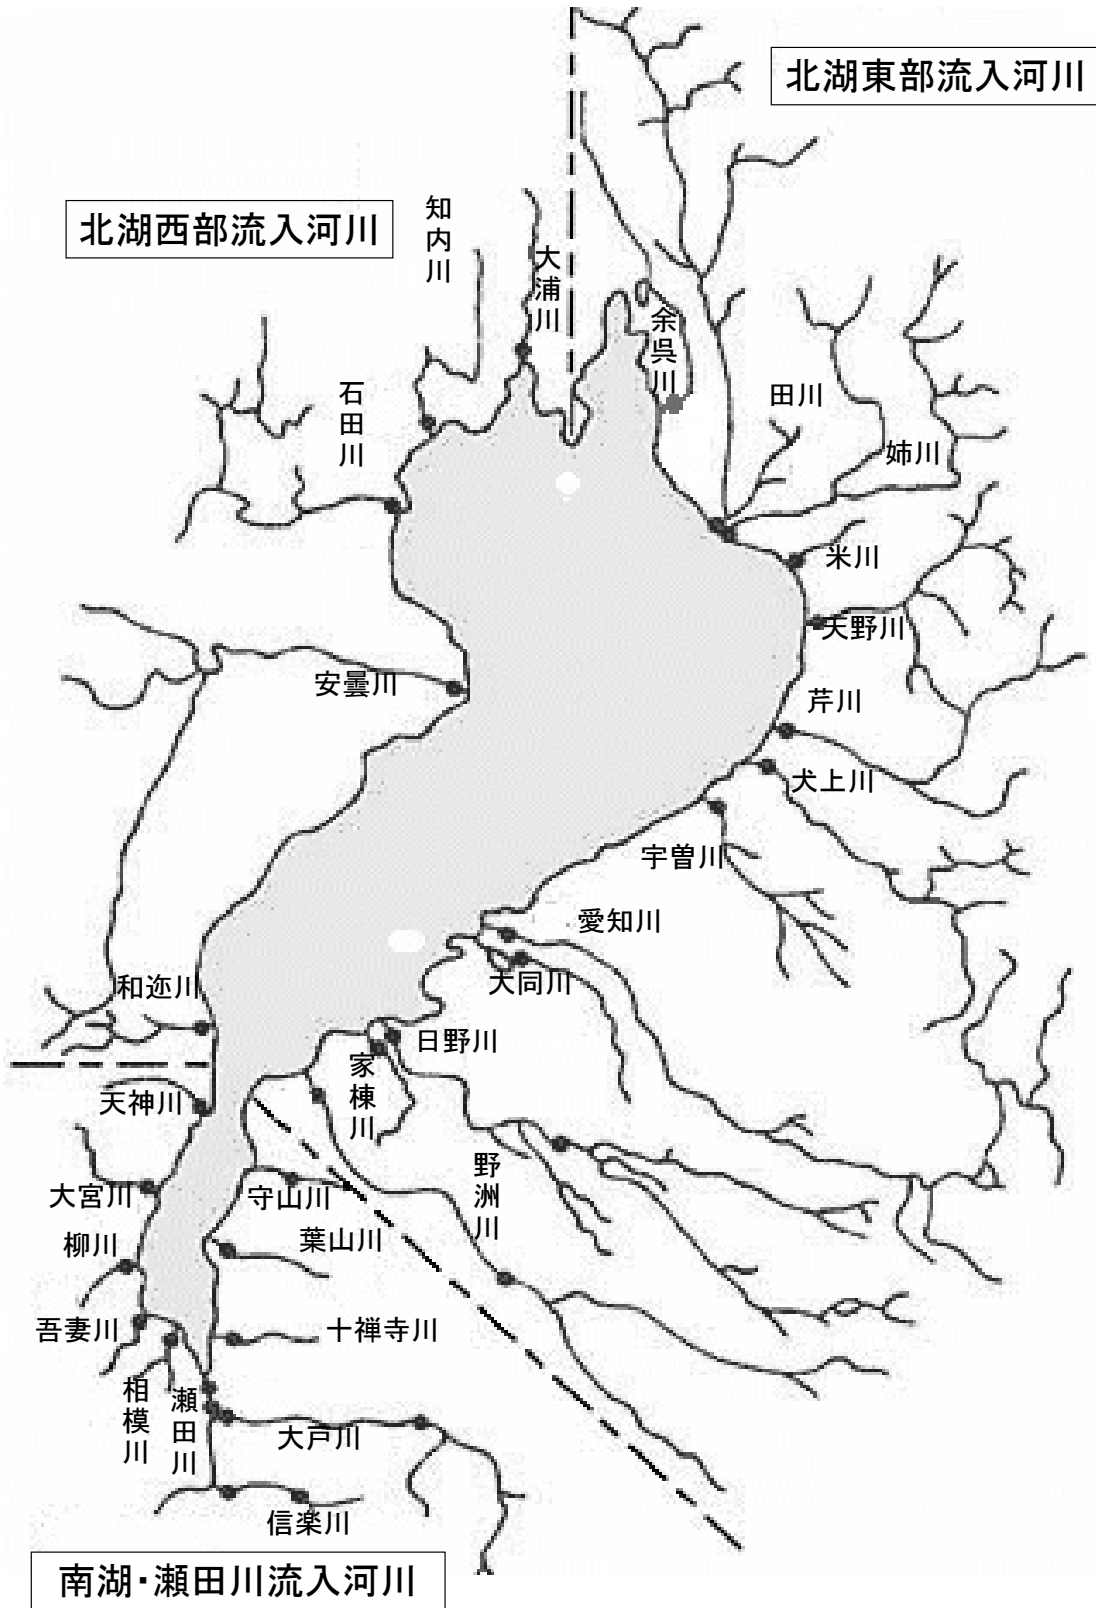 北湖東部流入河川
北湖西部流入河川
知内川
大浦川
余呉川
石田川
田川
姉川
米川
天野川
安曇川
芹川
犬上川
宇曽川
愛知川
大同川
和迩川
日野川
家棟川
天神川
野洲川
大宮川
守山川
柳川
葉山川
吾妻川
十禅寺川
相模川
瀬田川
大戸川
信楽川
南湖・瀬田川流入河川